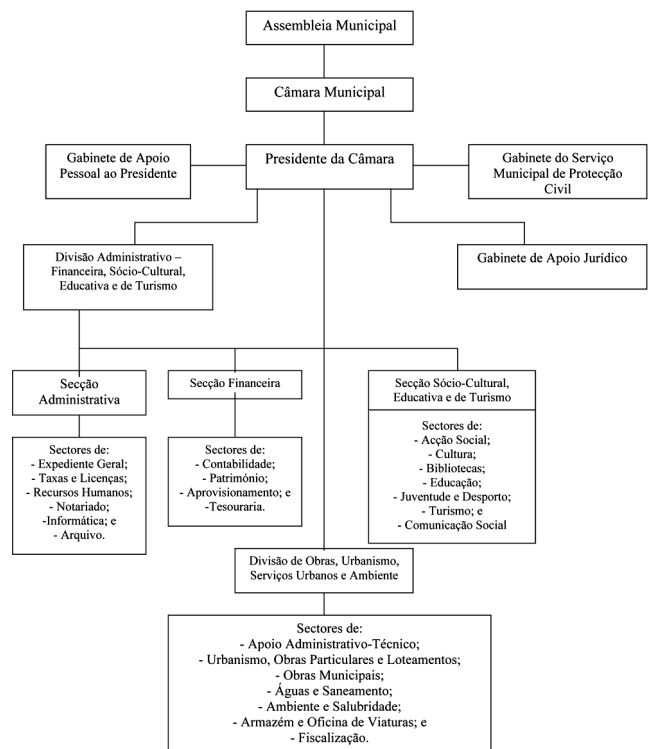 Assembleia Municipal
Câmara Municipal
Gabinete de Apoio
Pessoal ao Presidente
Presidente da Câmara
Gabinete do Serviço
Municipal de Protecção
Civil
Divisão Administrativo –
Financeira, Sócio-Cultural,
Educativa e de Turismo
Gabinete de Apoio Jurídico
Secção
Administrativa
Secção Financeira
Secção Sócio-Cultural,
Educativa e de Turismo
Sectores de:
- Expediente Geral;
- Taxas e Licenças;
- Recursos Humanos;
- Notariado;
-Informática; e
- Arquivo.
Sectores de:
- Contabilidade;
- Património;
- Aprovisionamento; e
-Tesouraria.
Sectores de:
- Acção Social;
- Cultura;
- Bibliotecas;
- Educação;
- Juventude e Desporto;
- Turismo; e
- Comunicação Social
Divisão de Obras, Urbanismo,
Serviços Urbanos e Ambiente
Sectores de:
- Apoio Administrativo-Técnico;
- Urbanismo, Obras Particulares e Loteamentos;
- Obras Municipais;
- Águas e Saneamento;
- Ambiente e Salubridade;
- Armazém e Oficina de Viaturas; e
- Fiscalização.